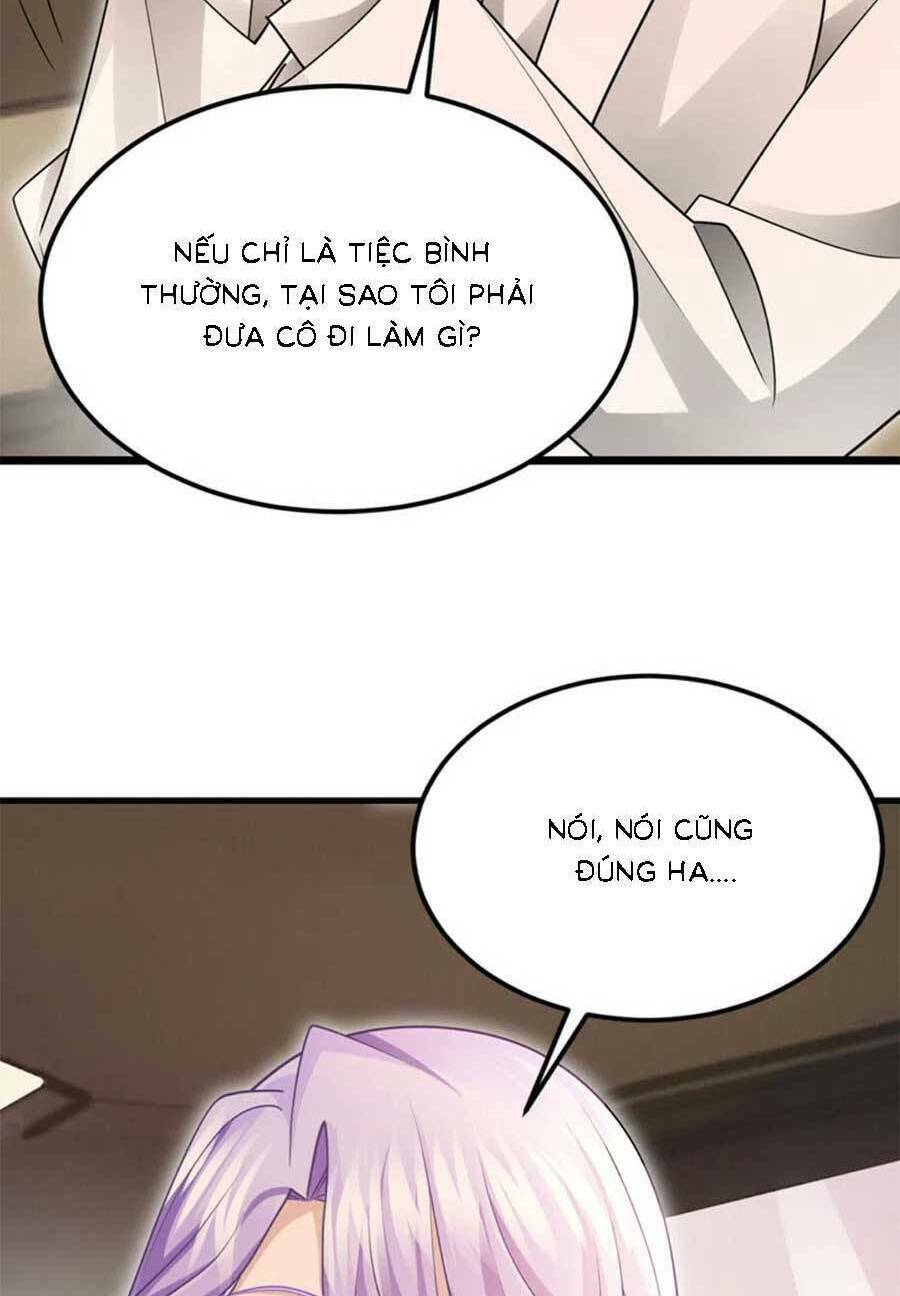 NẾU CHỈ LÀ TIỆC BÌNH
THƯỜNG, TẠI SAO TÔI PHẢI
ĐƯA CÔ ĐI LÀM GÌ?
NÓI, NÓI CŨNG
ĐÚNG HA....